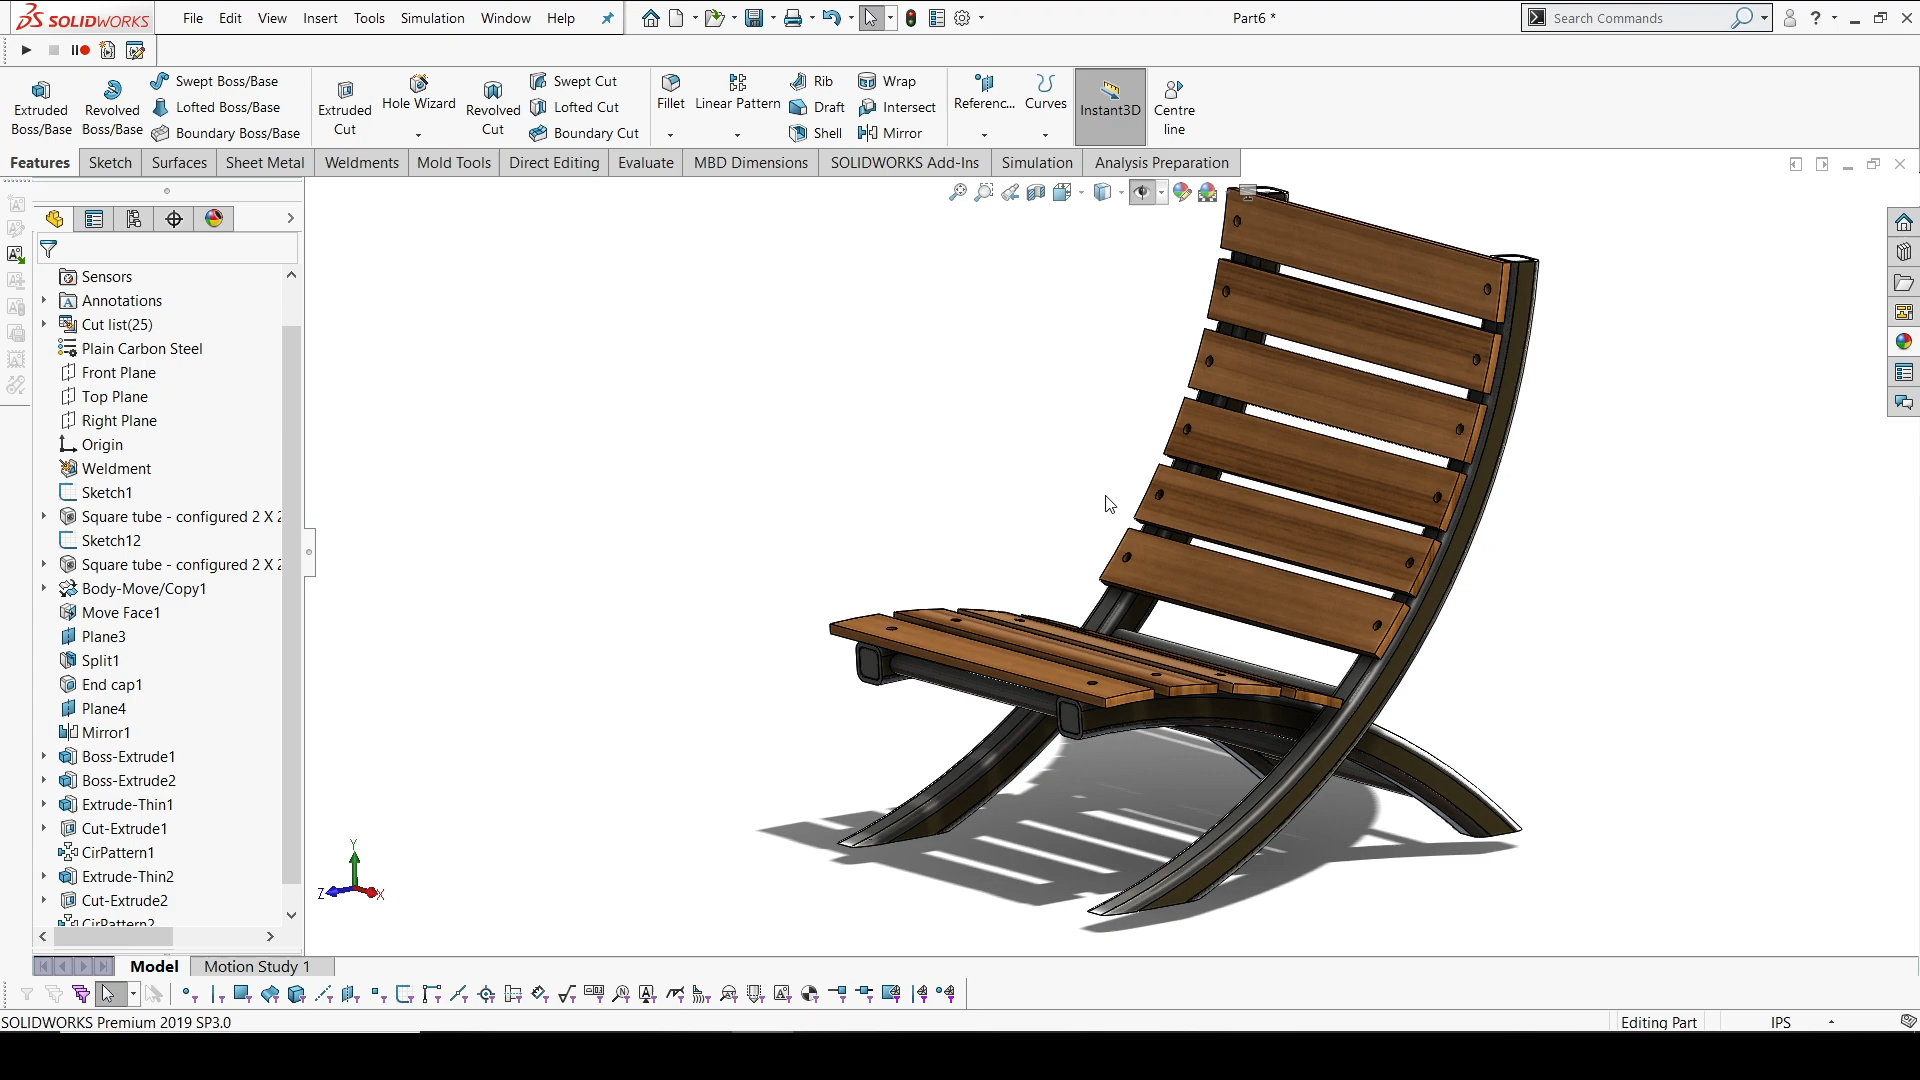 SOLIDWORKS File Edit View Insert Tools Simulation Window Help Part6 * Search Commands ?
Extruded Boss/Base
Revolved Boss/Base
Swept Boss/Base
Lofted Boss/Base
Boundary Boss/Base
Extruded Cut
Hole Wizard
Revolved Cut
Swept Cut
Lofted Cut
Boundary Cut
Fillet
Linear Pattern
Rib
Draft
Shell
Wrap
Intersect
Mirror
Referenc...
Curves
Instant3D
Centre line
Features Sketch Surfaces Sheet Metal Weldments Mold Tools Direct Editing Evaluate MBD Dimensions SOLIDWORKS Add-Ins Simulation Analysis Preparation
Sensors
Annotations
Cut list(25)
Plain Carbon Steel
Front Plane
Top Plane
Right Plane
Origin
Weldment
Sketch1
Square tube - configured 2 X 2
Sketch12
Square tube - configured 2 X 2
Body-Move/Copy1
Move Face1
Plane3
Split1
End cap1
Plane4
Mirror1
Boss-Extrude1
Boss-Extrude2
Extrude-Thin1
Cut-Extrude1
CirPattern1
Extrude-Thin2
Cut-Extrude2
CirPattern2
Y
Z
X
Model Motion Study 1
SOLIDWORKS Premium 2019 SP3.0 Editing Part IPS